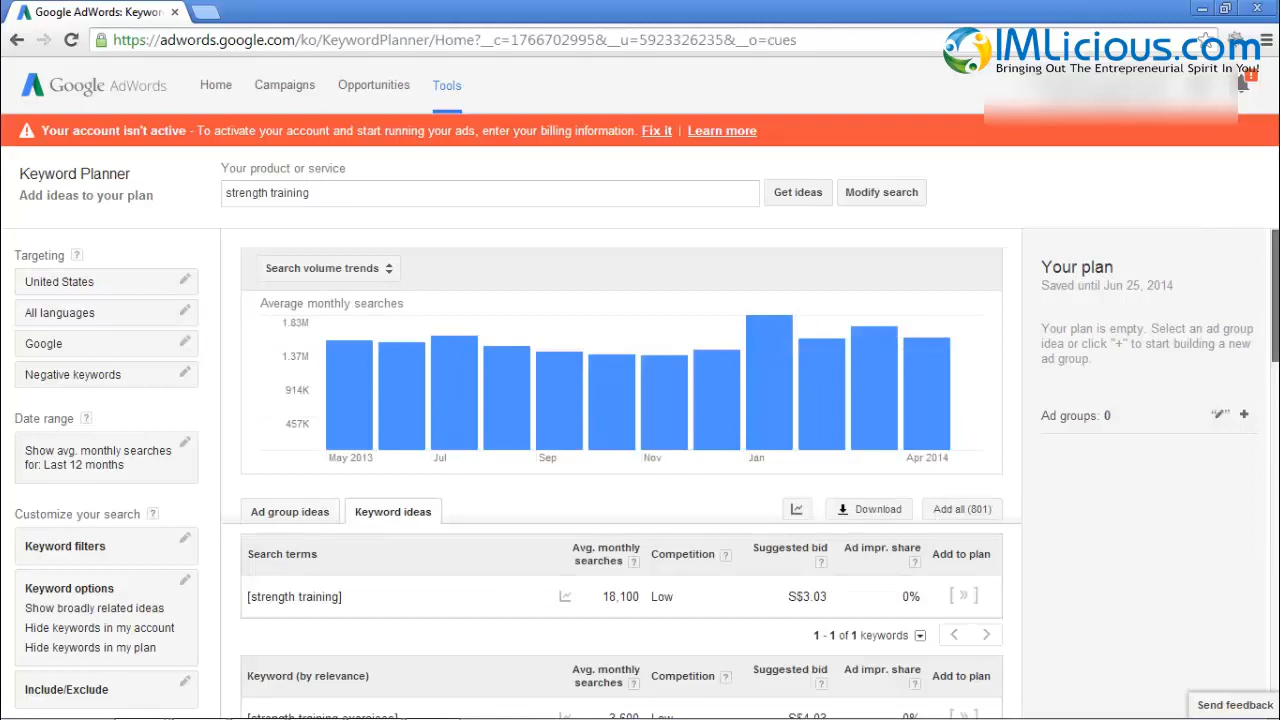 Google AdWords: Keywor
https://adwords.google.com/ko/KeywordPlanner/Home?__c=1766702995&__u=5923326235&__o=cues
IMLicious.com
Bringing Out The Entrepreneurial Spirit In You!
Google AdWords
Home
Campaigns
Opportunities
Tools
Your account isn't active - To activate your account and start running your ads, enter your billing information. Fix it | Learn more
Keyword Planner
Add ideas to your plan
Your product or service
strength training
Get ideas
Modify search
Targeting ?
United States
All languages
Google
Negative keywords
Date range ?
Show avg. monthly searches
for: Last 12 months
Customize your search ?
Keyword filters
Keyword options
Show broadly related ideas
Hide keywords in my account
Hide keywords in my plan
Include/Exclude
Search volume trends
Average monthly searches
1.83M
1.37M
914K
457K
May 2013 Jul Sep Nov Jan Apr 2014
Ad group ideas
Keyword ideas
Download
Add all (801)
Search terms
Avg. monthly
searches ?
Competition ?
Suggested bid
?
Ad impr. share
?
Add to plan
[strength training] 18,100 Low S$3.03 0% [ » ]
1 - 1 of 1 keywords
Keyword (by relevance)
Avg. monthly
searches ?
Competition ?
Suggested bid
?
Ad impr. share
?
Add to plan
[strength training exercises] 3,600 Low S$4.03 0% [ » ]
Your plan
Saved until Jun 25, 2014
Your plan is empty. Select an ad group
idea or click "+" to start building a new
ad group.
Ad groups: 0
Send feedback